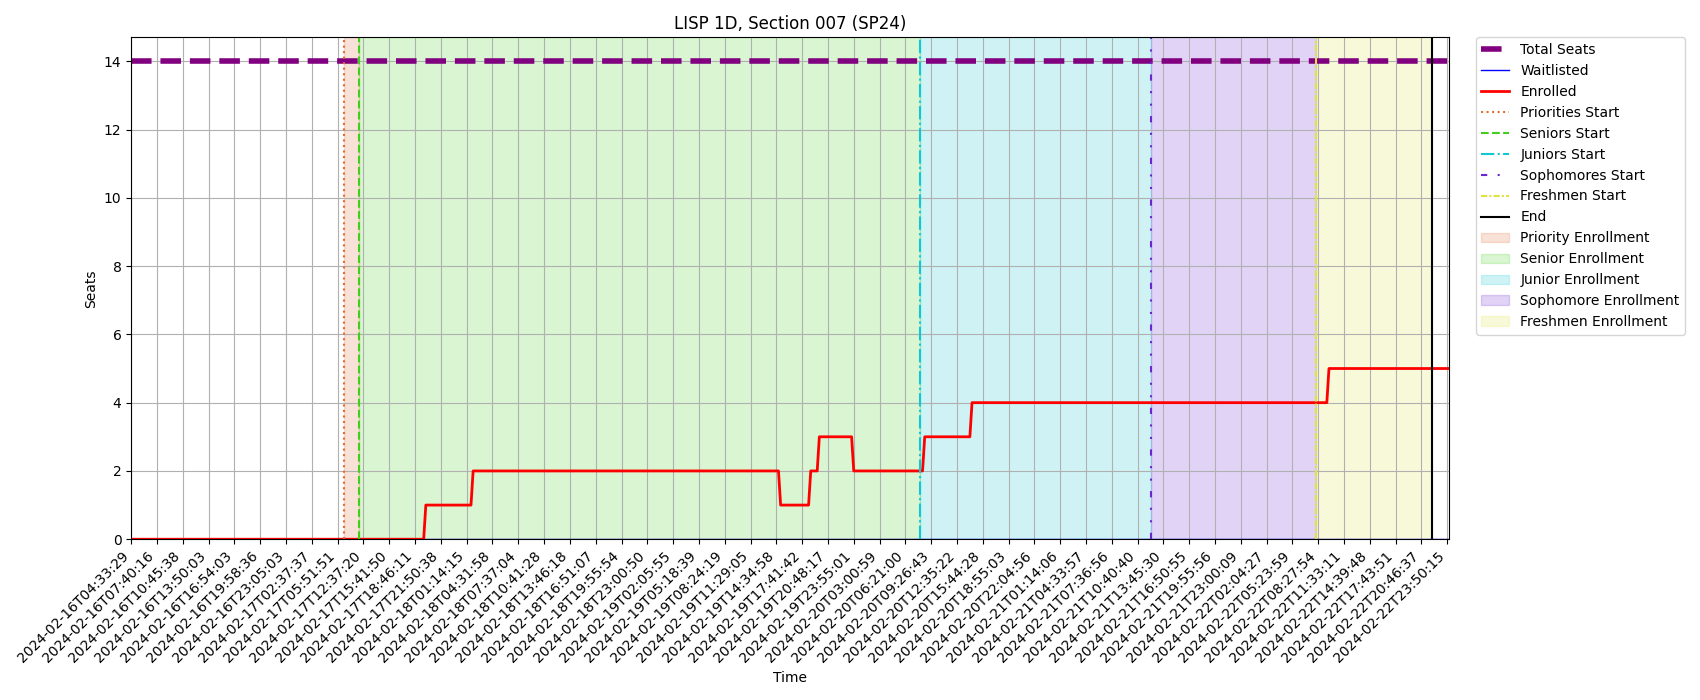 LISP 1D, Section 007 (SP24)
14
12
10
8
6
4
2
0
Seats
2024-02-16T04:33:29
2024-02-16T07:40:16
2024-02-16T10:45:38
2024-02-16T13:50:03
2024-02-16T16:54:03
2024-02-16T19:58:36
2024-02-16T23:05:03
2024-02-17T02:37:37
2024-02-17T05:51:51
2024-02-17T12:37:20
2024-02-17T15:41:50
2024-02-17T18:46:11
2024-02-17T21:50:38
2024-02-18T01:14:15
2024-02-18T04:31:58
2024-02-18T07:37:04
2024-02-18T10:41:28
2024-02-18T13:46:18
2024-02-18T16:51:07
2024-02-18T19:55:54
2024-02-18T23:00:50
2024-02-19T02:05:55
2024-02-19T05:18:39
2024-02-19T08:24:19
2024-02-19T11:29:05
2024-02-19T14:34:58
2024-02-19T17:41:42
2024-02-19T20:48:17
2024-02-19T23:55:01
2024-02-20T03:00:59
2024-02-20T06:21:00
2024-02-20T09:26:43
2024-02-20T12:35:22
2024-02-20T15:44:28
2024-02-20T18:55:03
2024-02-20T22:04:56
2024-02-21T01:14:06
2024-02-21T04:33:57
2024-02-21T07:36:56
2024-02-21T10:40:40
2024-02-21T13:45:30
2024-02-21T16:50:55
2024-02-21T19:55:56
2024-02-21T23:00:09
2024-02-22T02:04:27
2024-02-22T05:23:59
2024-02-22T08:27:54
2024-02-22T11:33:11
2024-02-22T14:39:48
2024-02-22T17:43:51
2024-02-22T20:46:37
2024-02-22T23:50:15
Time
Total Seats
Waitlisted
Enrolled
Priorities Start
Seniors Start
Juniors Start
Sophomores Start
Freshmen Start
End
Priority Enrollment
Senior Enrollment
Junior Enrollment
Sophomore Enrollment
Freshmen Enrollment